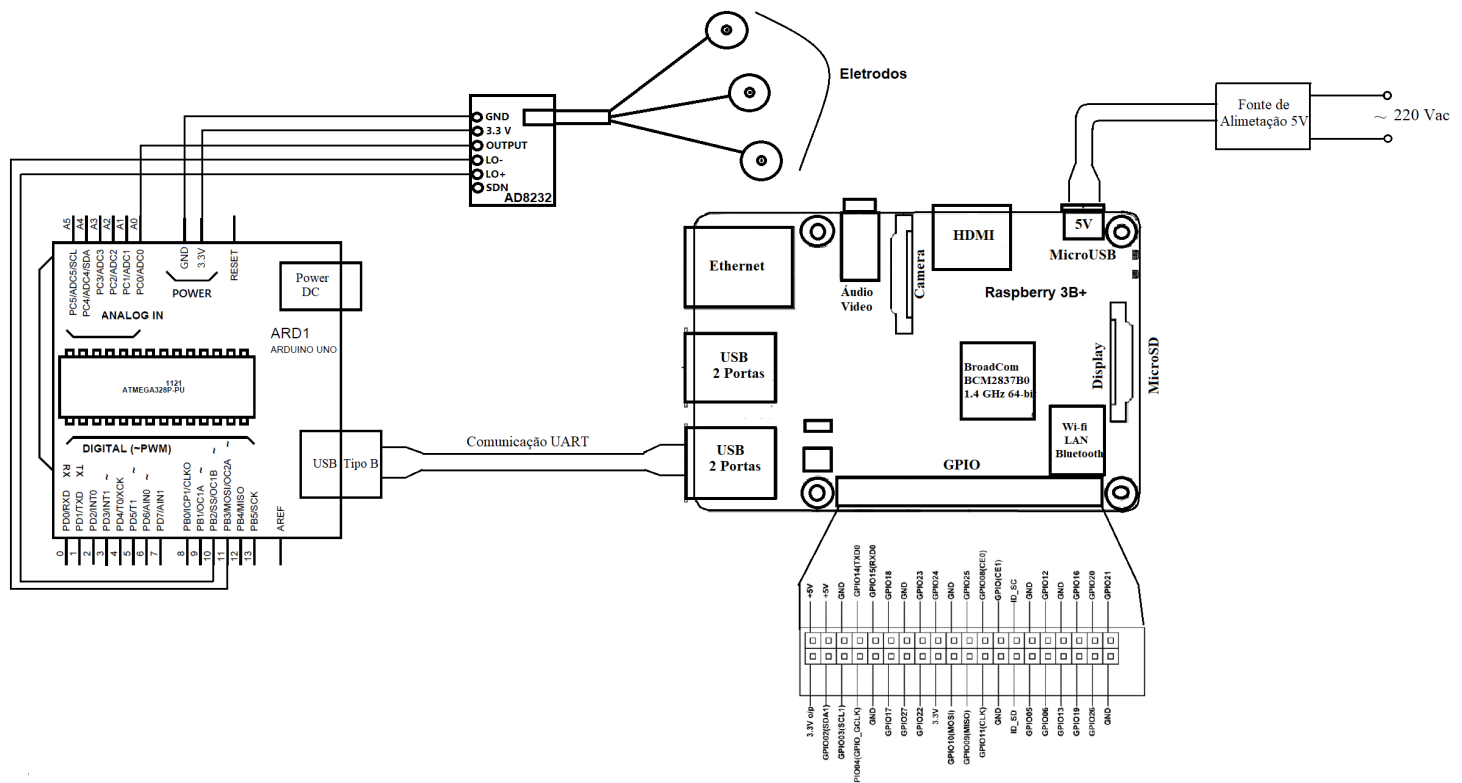 Eletrodos
GND
3.3 V
OUTPUT
LO-
LO+
SDN
AD8232
Fonte de
Alimetação 5V
~ 220 Vac
A5
A4
A3
A2
A1
A0
PC5/ADC5/SCL
PC4/ADC4/SDA
PC3/ADC3
PC2/ADC2
PC1/ADC1
PC0/ADC0
GND
3.3V
RESET
POWER
ANALOG IN
Power
DC
ARD1
ARDUINO UNO
1121
ATMEGA328P-PU
DIGITAL (~PWM)
RX
TX
~
~
~
~
~
~
PD0/RXD
PD1/TXD
PD2/INT0
PD3/INT1
PD4/T0/XCK
PD5/T1
PD6/AIN0
PD7/AIN1
PB0/ICP1/CLKO
PB1/OC1A
PB2/SS/OC1B
PB3/MOSI/OC2A
PB4/MISO
PB5/SCK
AREF
0
1
2
3
4
5
6
7
8
9
10
11
12
13
USB Tipo B
Comunicação UART
Ethernet
USB
2 Portas
USB
2 Portas
Áudio
Vídeo
Camera
HDMI
5V
MicroUSB
Raspberry 3B+
BroadCom
BCM2837B0
1.4 GHz 64-bit
Display
MicroSD
Wi-fi
LAN
Bluetooth
GPIO
+5V
+5V
GND
GPIO14(TXD0
GPIO15(RXD0
GPIO18
GND
GPIO23
GPIO24
GND
GPIO25
GPIO08(CE0)
GPIO(CE1)
ID_SC
GND
GPIO12
GND
GPIO16
GPIO20
GPIO21
3.3V o/p
GPIO02(SDA1)
GPIO03(SCL1)
PIO04(GPIO_GCLK)
GND
GPIO17
GPIO27
GPIO22
3.3V
GPIO10(MOSI)
GPIO09(MISO)
GPIO11(CLK)
GND
ID_SD
GPIO05
GPIO06
GPIO13
GPIO19
GPIO26
GND